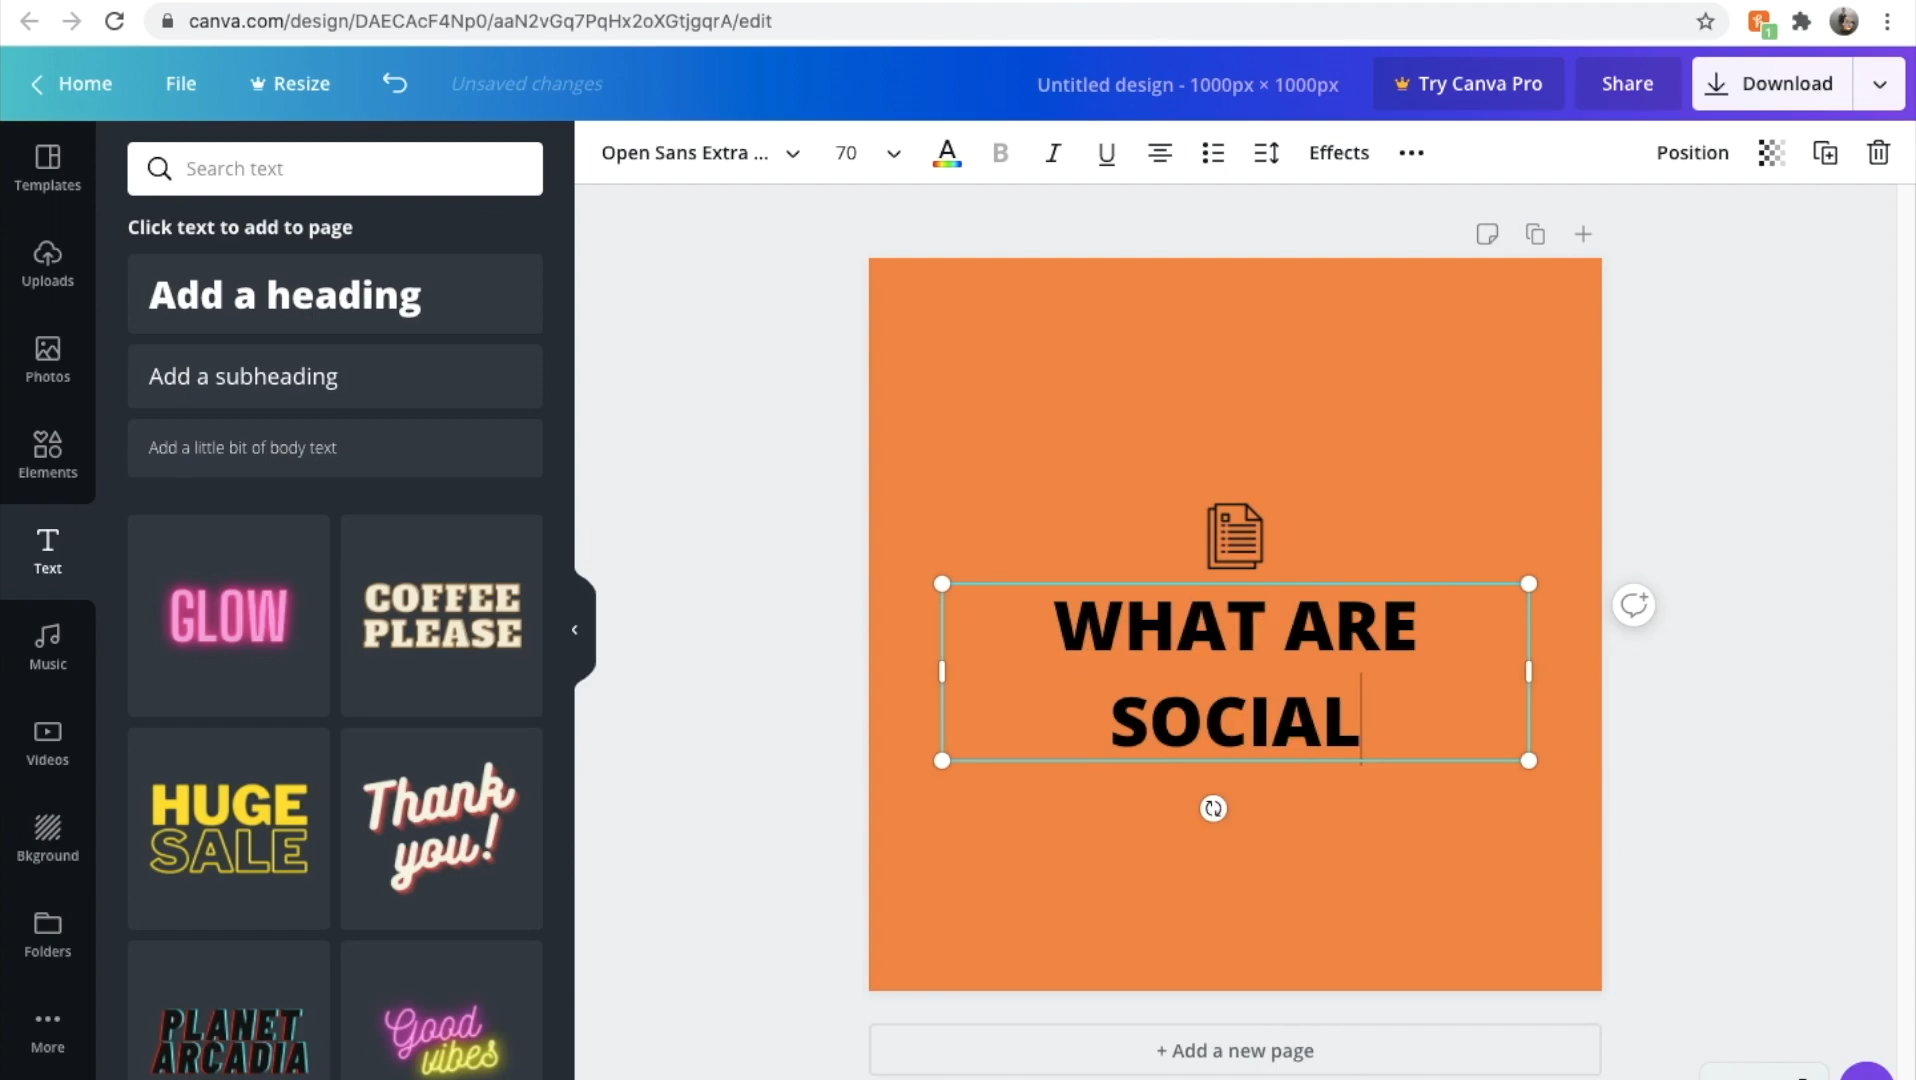 canva.com/design/DAECAcF4Np0/aaN2vGq7PqHx2oXGtjgqrA/edit
1
Home
File
Resize
Unsaved changes
Untitled design - 1000px × 1000px
Try Canva Pro
Share
Download
Templates
Uploads
Photos
Elements
Text
Music
Videos
Bkground
Folders
More
Search text
Click text to add to page
Add a heading
Add a subheading
Add a little bit of body text
GLOW
COFFEE
PLEASE
HUGE
SALE
Thank
you!
PLANET
ARCADIA
Good
vibes
Open Sans Extra ...
70
A
B
I
U
Effects
Position
WHAT ARE
SOCIAL
+ Add a new page